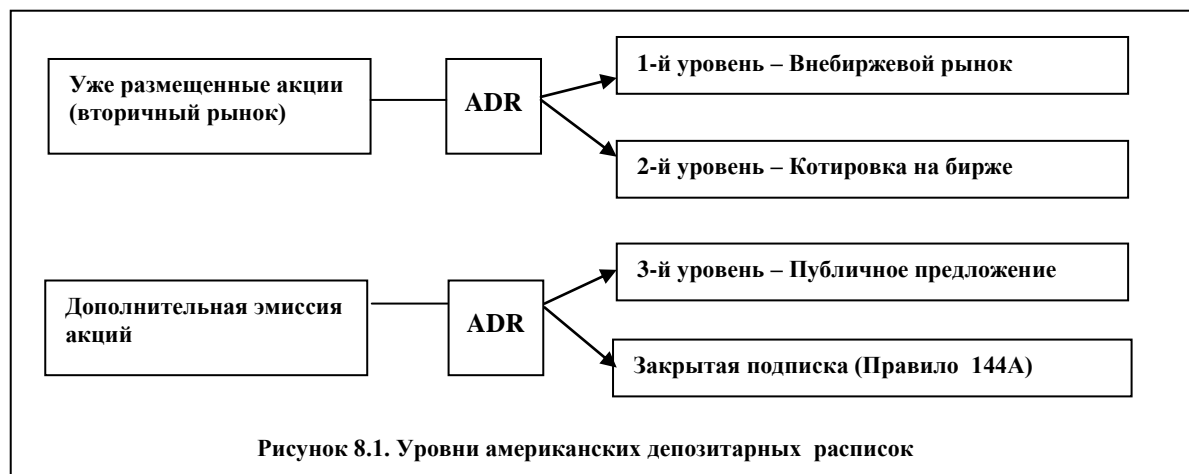 Уже размещенные акции
(вторичный рынок)
ADR
1-й уровень – Внебиржевой рынок
2-й уровень – Котировка на бирже
Дополнительная эмиссия
акций
ADR
3-й уровень – Публичное предложение
Закрытая подписка (Правило 144А)
Рисунок 8.1. Уровни американских депозитарных расписок